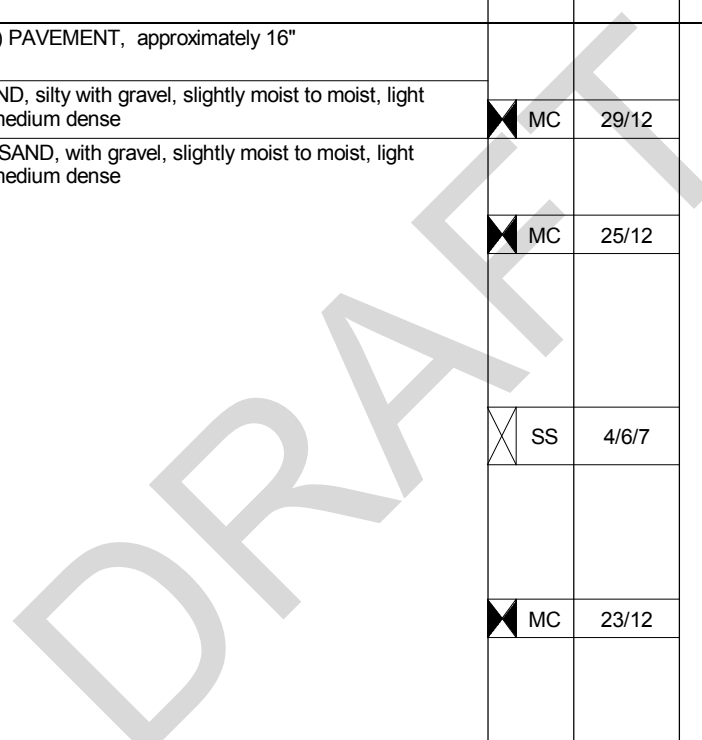 ) PAVEMENT, approximately 16"
ND, silty with gravel, slightly moist to moist, light
medium dense
MC 29/12
SAND, with gravel, slightly moist to moist, light
medium dense
MC 25/12
SS 4/6/7
MC 23/12
DRAFT